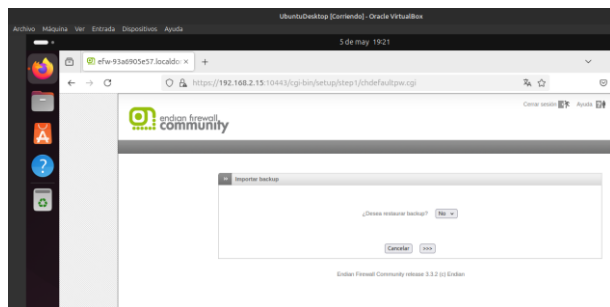 UbuntuDesktop [Corriendo] - Oracle VirtualBox
Archivo Máquina Ver Entrada Dispositivos Ayuda
5 de may 19:21
efw-93a6905e57.localdor
https://192.168.2.15:10443/cgi-bin/setup/step1/chdefaultpw.cgi
endian firewall
community
Cerrar sesión Ayuda
>> Importar backup
¿Desea restaurar backup? No
Cancelar >>>
Endian Firewall Community release 3.3.2 (c) Endian